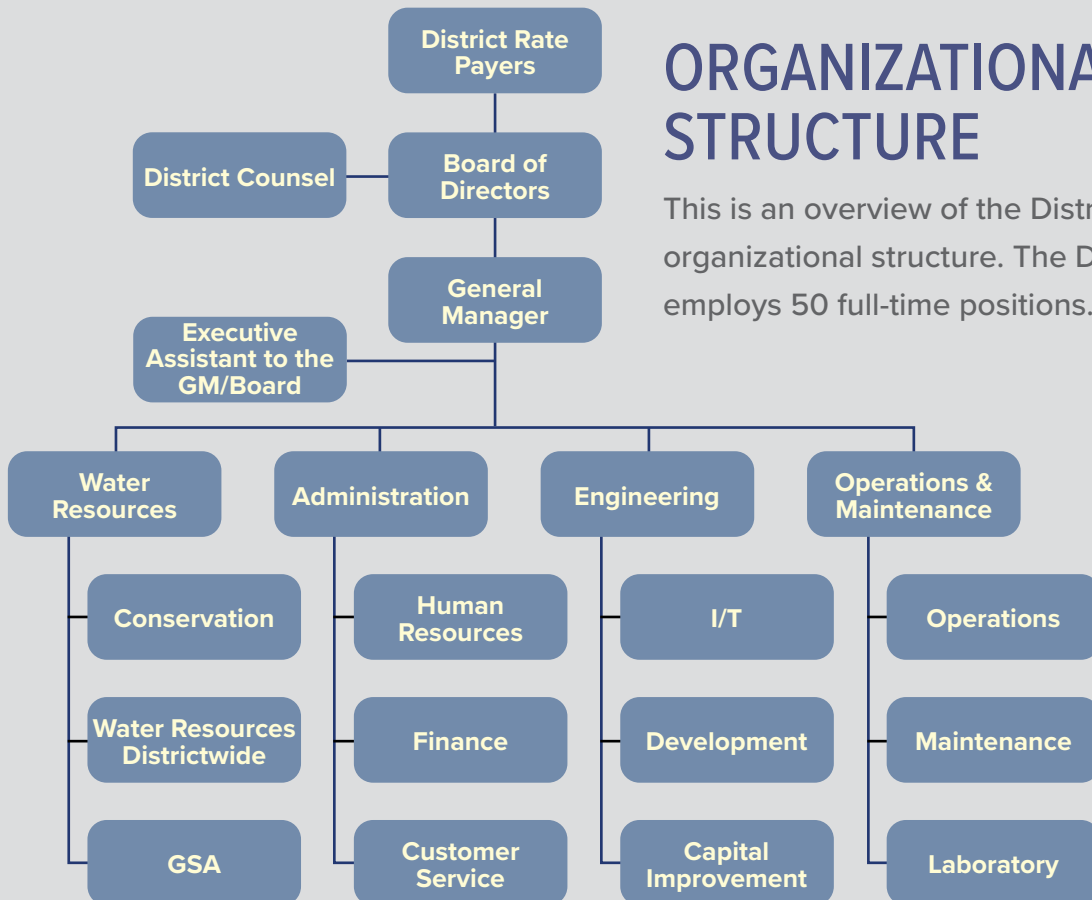 District Rate
Payers
ORGANIZATIONA
STRUCTURE
This is an overview of the Distr
organizational structure. The D
employs 50 full-time positions.
District Counsel
Board of
Directors
General
Manager
Executive
Assistant to the
GM/Board
Water
Resources
Administration
Engineering
Operations &
Maintenance
Conservation
Human
Resources
I/T
Operations
Water Resources
Districtwide
Finance
Development
Maintenance
GSA
Customer
Service
Capital
Improvement
Laboratory